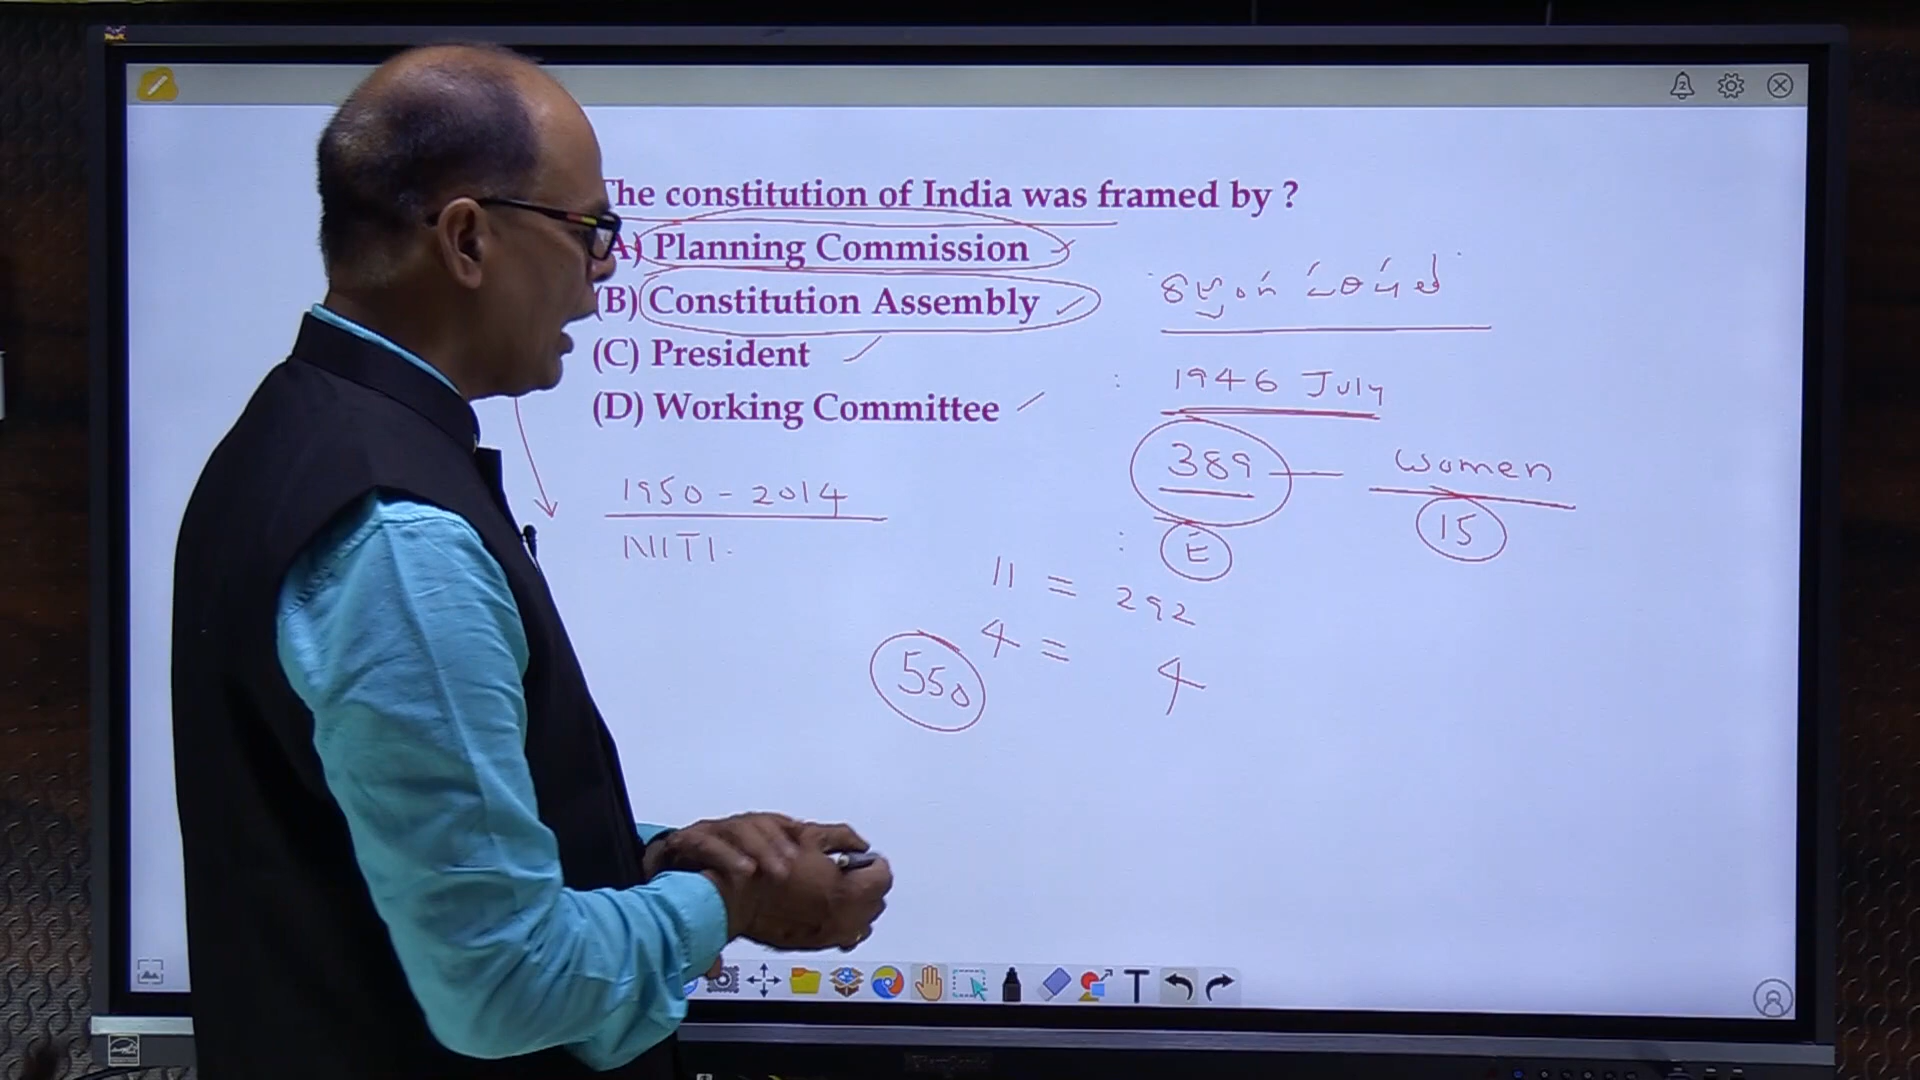 The constitution of India was framed by ?
A) Planning Commission
(B) Constitution Assembly
(C) President
(D) Working Committee
: 1946 July
389 — women
15
: E
1950 - 2014
NITI.
11 = 292
4 = 4
550